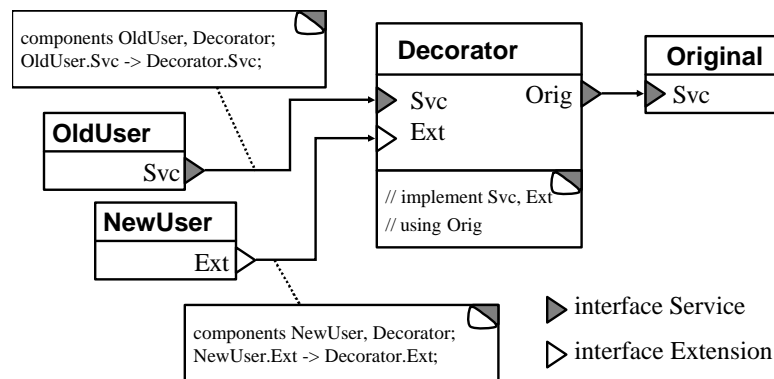 components OldUser, Decorator;
OldUser.Svc -> Decorator.Svc;
Decorator
Original
Svc
Orig
Svc
Ext
OldUser
Svc
// implement Svc, Ext
// using Orig
NewUser
Ext
components NewUser, Decorator;
NewUser.Ext -> Decorator.Ext;
interface Service
interface Extension